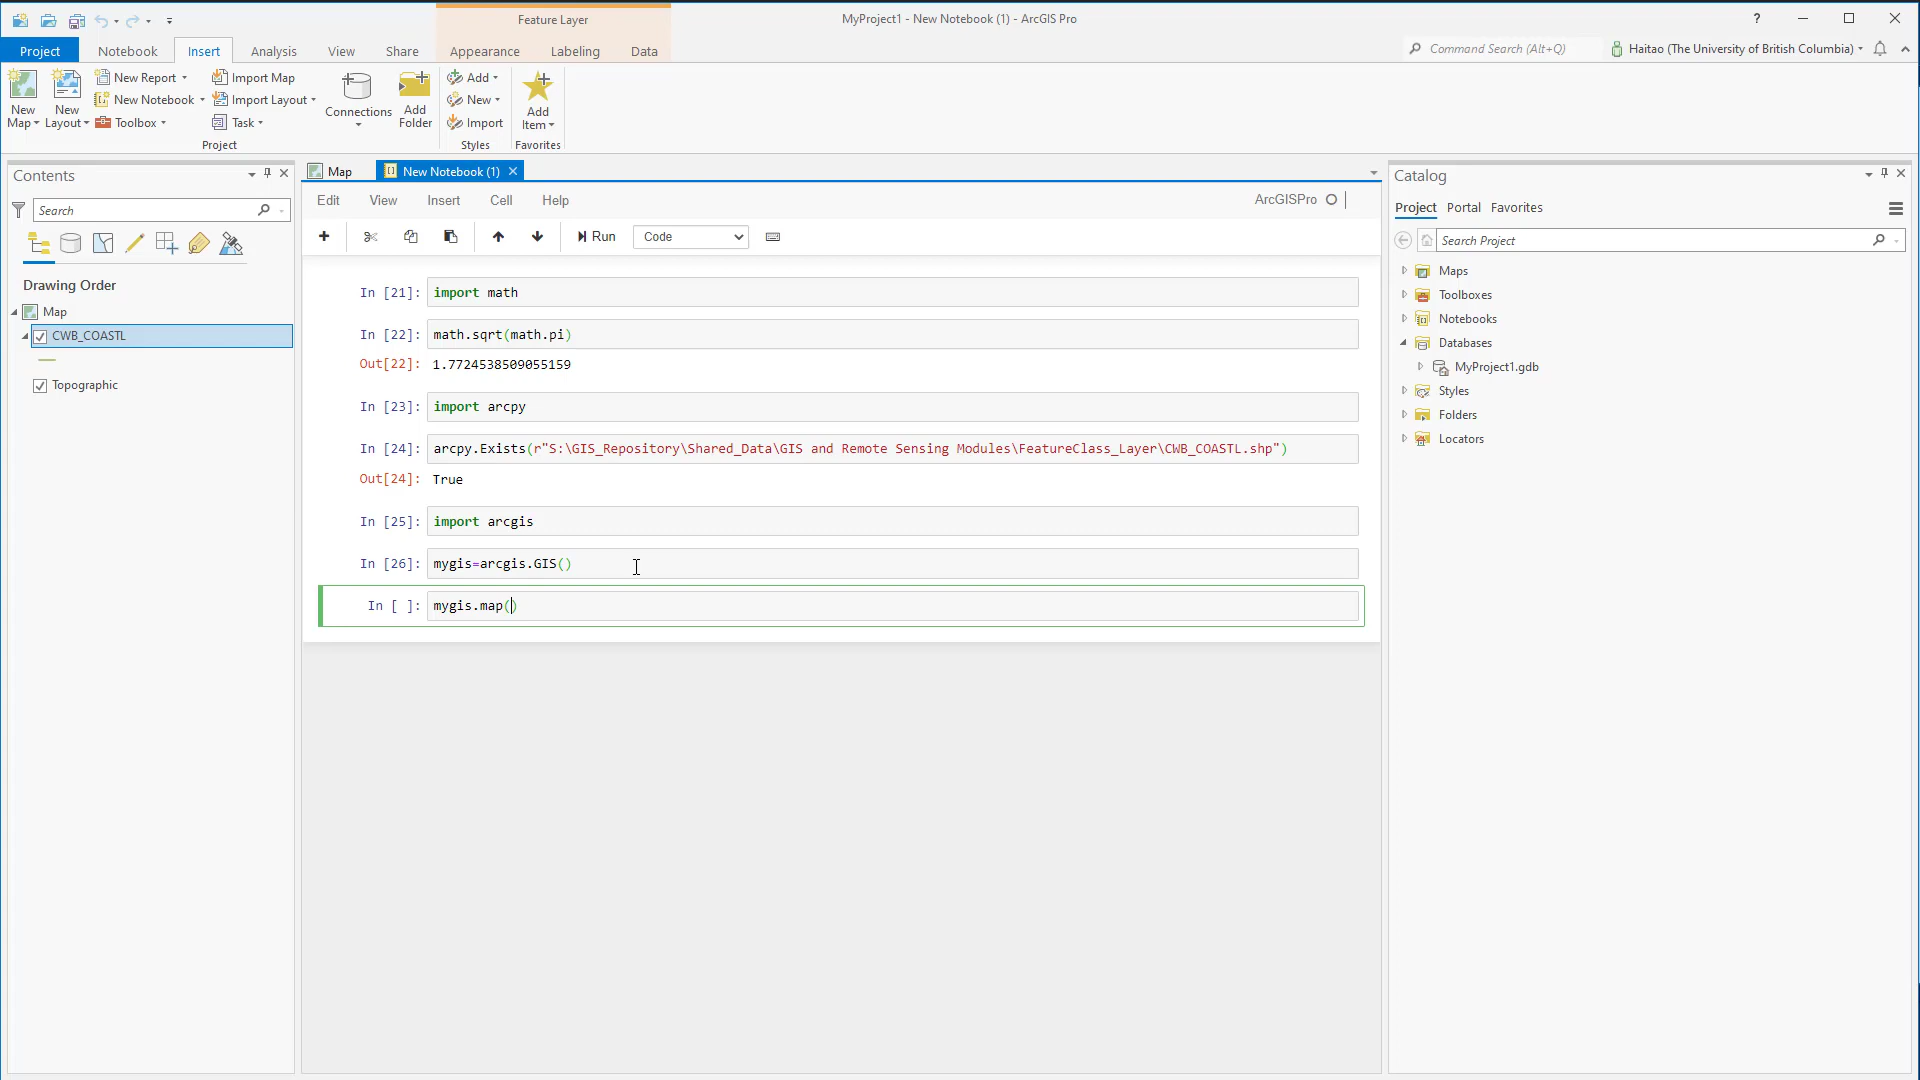 Feature Layer
MyProject1 - New Notebook (1) - ArcGIS Pro
?
Project Notebook Insert Analysis View Share Appearance Labeling Data
Command Search (Alt+Q)
Haitao (The University of British Columbia)
New Map
New Layout
New Report
New Notebook
Toolbox
Import Map
Import Layout
Task
Connections
Add Folder
Add
New
Import
Add Item
Project
Styles
Favorites
Contents
Search
Drawing Order
Map
CWB_COASTL
Topographic
Map
New Notebook (1)
Edit View Insert Cell Help
ArcGISPro
Run
Code
In [21]: import math
In [22]: math.sqrt(math.pi)
Out[22]: 1.7724538509055159
In [23]: import arcpy
In [24]: arcpy.Exists(r"S:\GIS_Repository\Shared_Data\GIS and Remote Sensing Modules\FeatureClass_Layer\CWB_COASTL.shp")
Out[24]: True
In [25]: import arcgis
In [26]: mygis=arcgis.GIS()
In [ ]: mygis.map()
Catalog
Project Portal Favorites
Search Project
Maps
Toolboxes
Notebooks
Databases
MyProject1.gdb
Styles
Folders
Locators